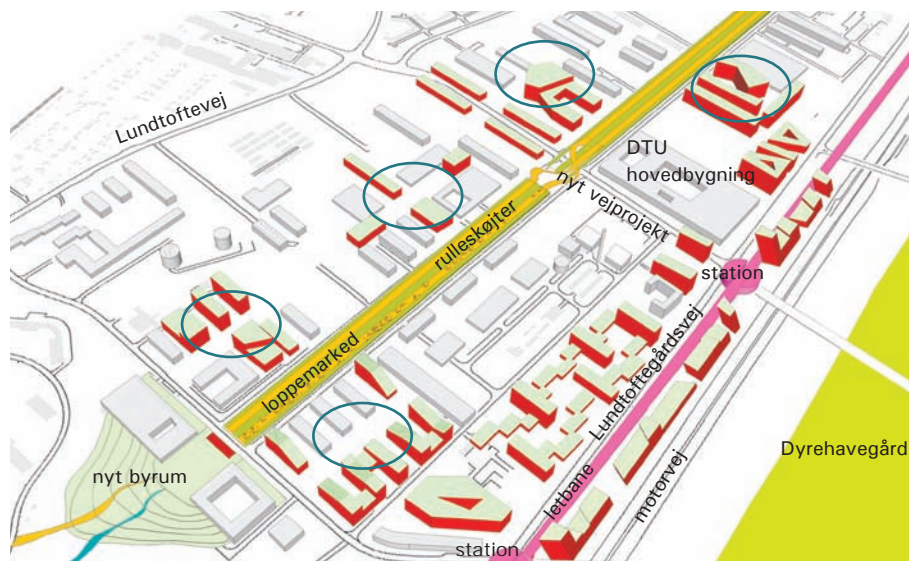 Lundtoftevej
DTU
hovedbygning
nyt vejprojekt
rulleskøjter
station
loppemarked
Lundtoftegårdsvej
letbane
motorvej
Dyrehavegård
nyt byrum
station